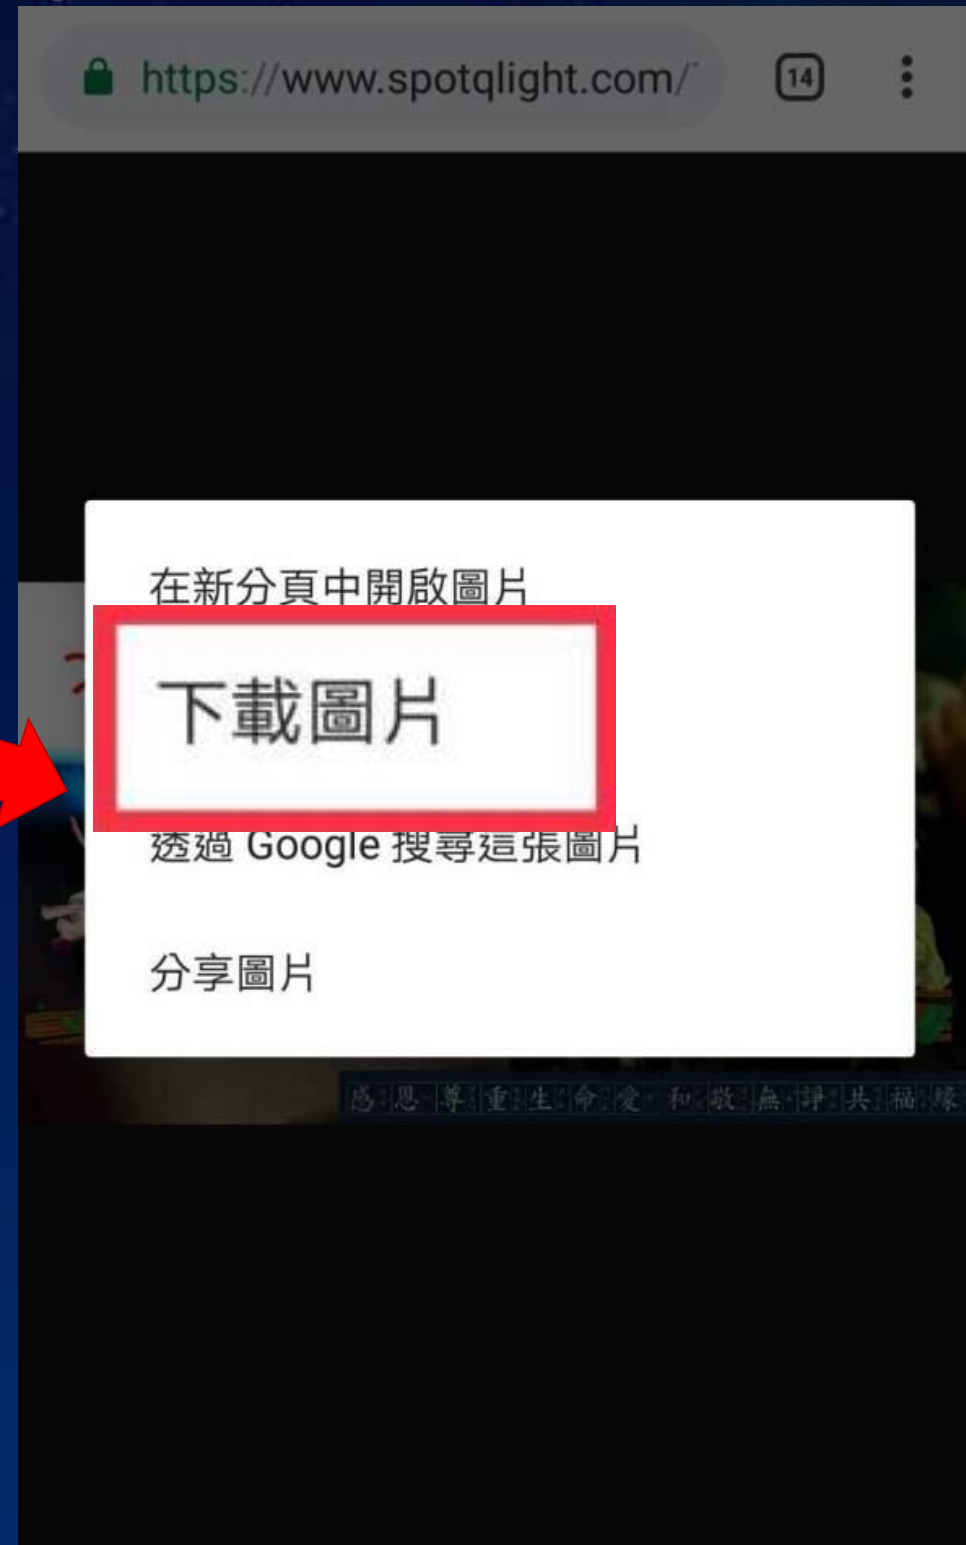 https://www.spotqlight.com/
14
在新分頁中開啟圖片
下載圖片
透過 Google 搜尋這張圖片
分享圖片
感恩尊重生命愛 和敬無諍共福緣